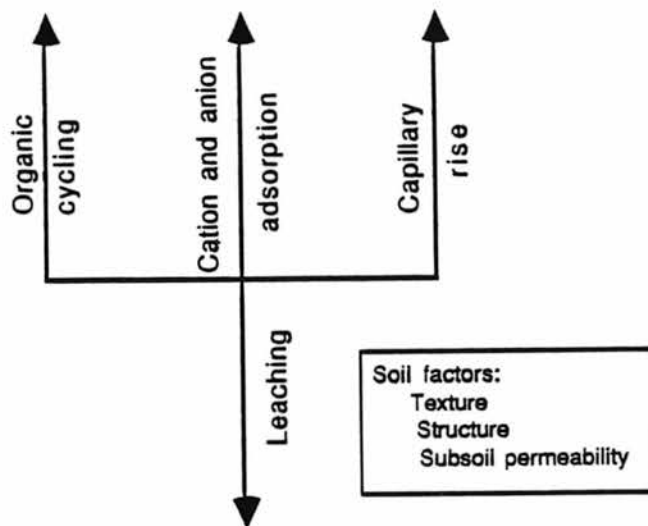 Organic
cycling
Cation and anion
adsorption
Capillary
rise
Leaching
Soil factors:
Texture
Structure
Subsoil permeability